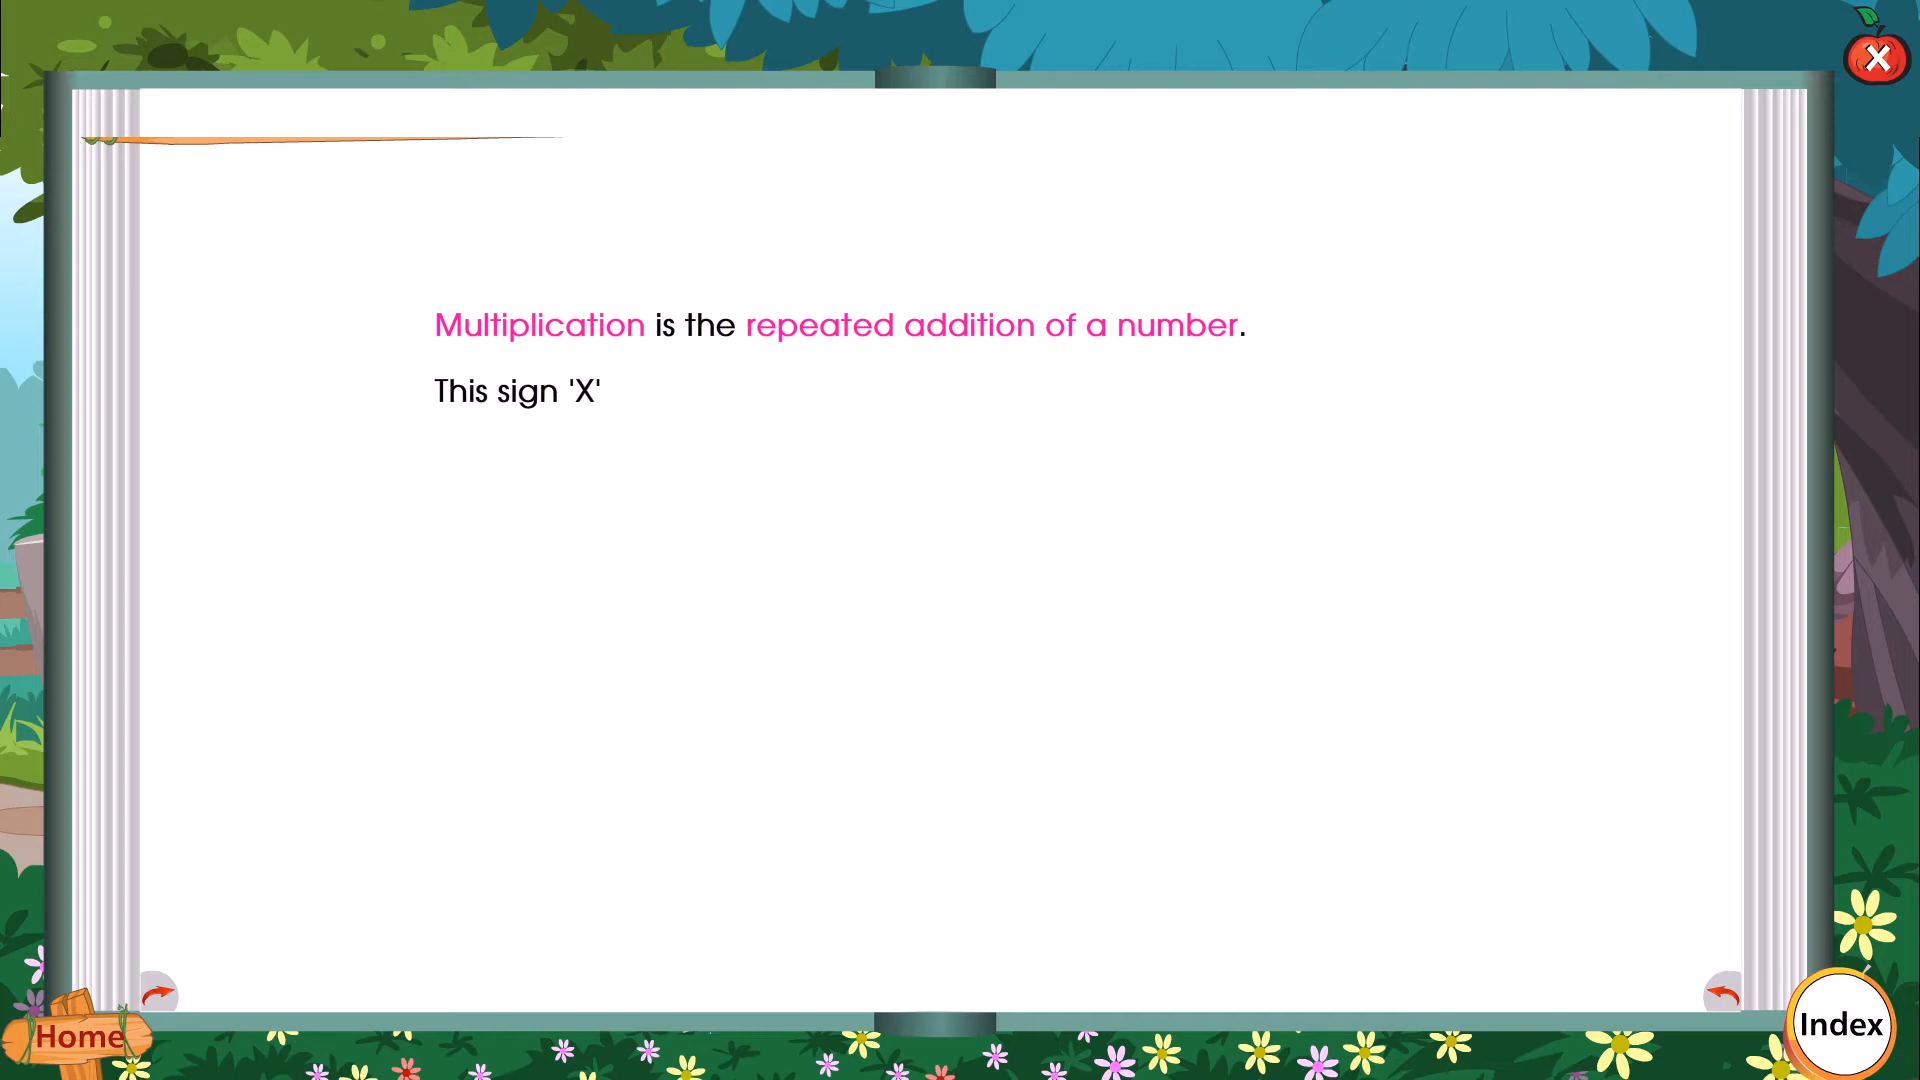 Multiplication is the repeated addition of a number.
This sign 'X'
Home
Index